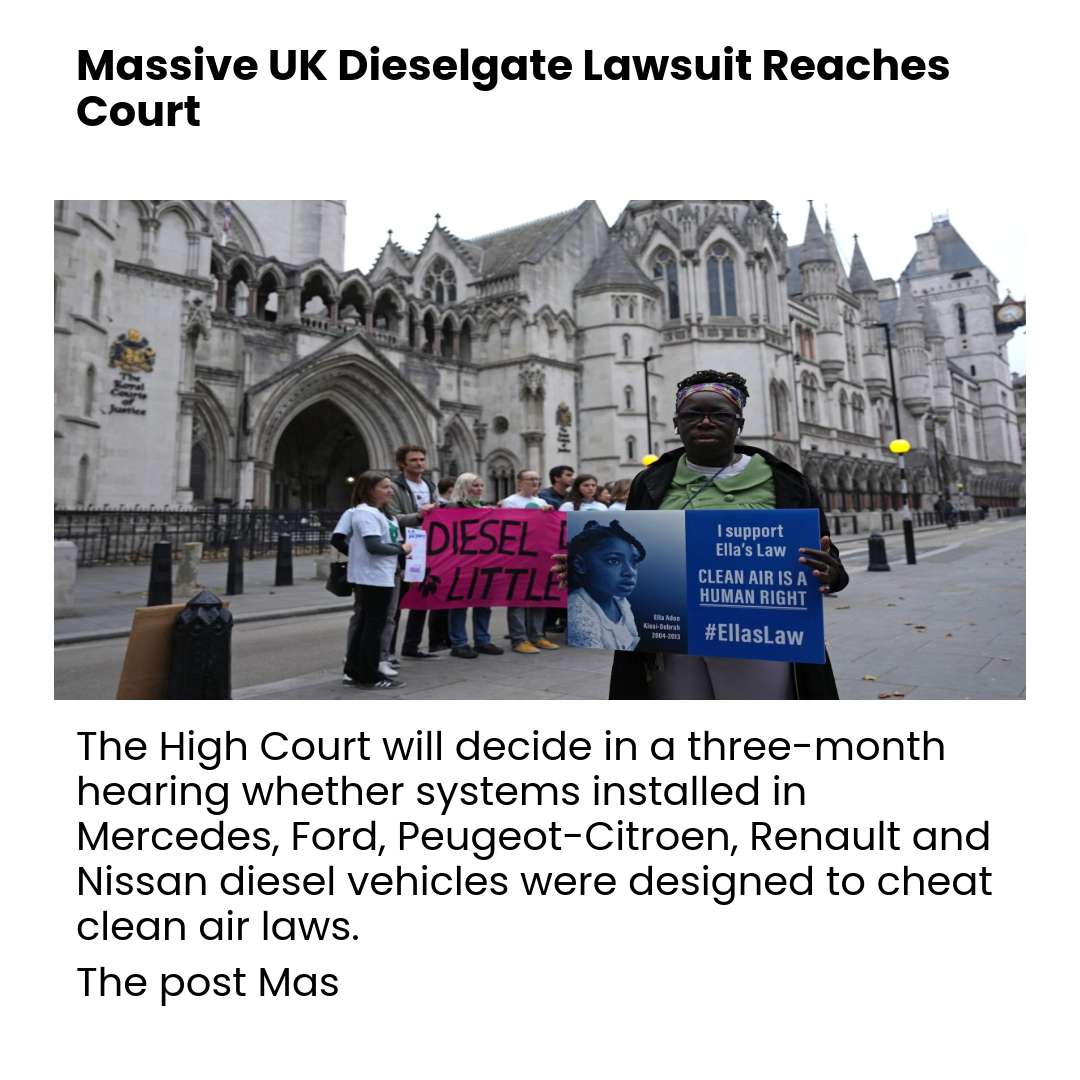 Massive UK Dieselgate Lawsuit Reaches
Court
The
Royal
Courts
of
Justice
DIESEL
LITTLE
I support
Ella's Law
CLEAN AIR IS A
HUMAN RIGHT
#EllasLaw
Ella Adoo
Kissi-Debrah
2004-2013
The High Court will decide in a three-month
hearing whether systems installed in
Mercedes, Ford, Peugeot-Citroen, Renault and
Nissan diesel vehicles were designed to cheat
clean air laws.
The post Mas